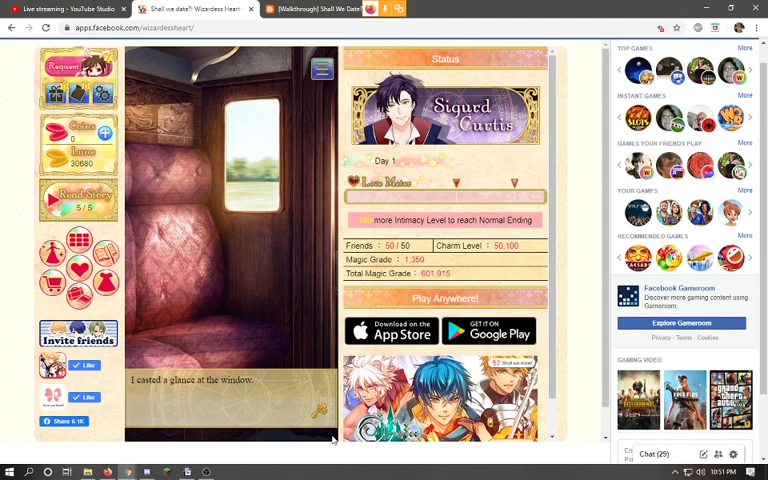 Live streaming - YouTube Studio
Shall we date?: Wizardess Heart
[Walkthrough] Shall We Date?
apps.facebook.com/wizardessheart/
Request
Coins
0
Lune
30680
Read Story
5 / 5
Invite friends
Like
Like
Share 6.1K
I casted a glance at the window.
Status
Sigurd
Curtis
Day 1
Love Meter
100 more Intimacy Level to reach Normal Ending
Friends : 50 / 50
Charm Level : 50,100
Magic Grade : 1,350
Total Magic Grade : 601,915
Play Anywhere!
Download on the
App Store
GET IT ON
Google Play
Shall we date?
TOP GAMES
More
INSTANT GAMES
More
GAMES YOUR FRIENDS PLAY
More
YOUR GAMES
More
RECOMMENDED GAMES
More
Facebook Gameroom
Discover more gaming content using
Gameroom.
Explore Gameroom
Privacy · Terms · Cookies
GAMING VIDEO
Chat (29)
10:51 PM